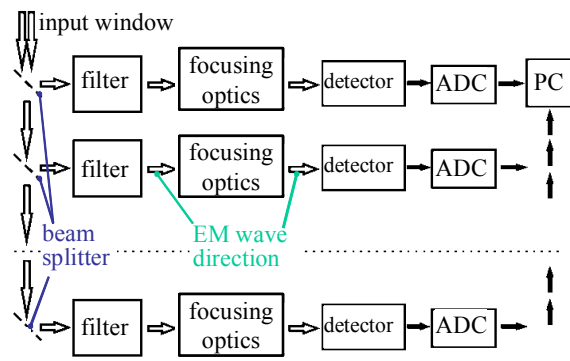 input window
filter
focusing
optics
detector
ADC
PC
filter
focusing
optics
detector
ADC
beam
splitter
EM wave
direction
filter
focusing
optics
detector
ADC